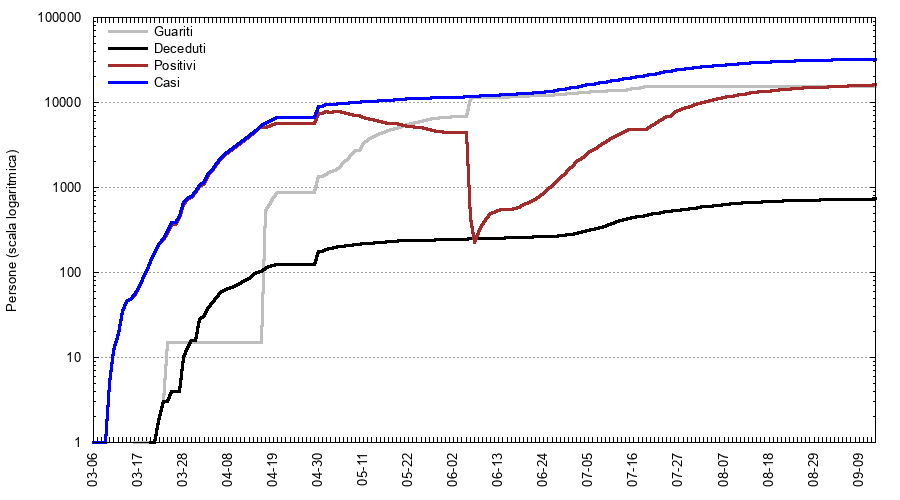 100000
10000
1000
100
10
1
Persone (scala logaritmica)
Guariti
Deceduti
Positivi
Casi
03-06 03-17 03-28 04-08 04-19 04-30 05-11 05-22 06-02 06-13 06-24 07-05 07-16 07-27 08-07 08-18 08-29 09-09